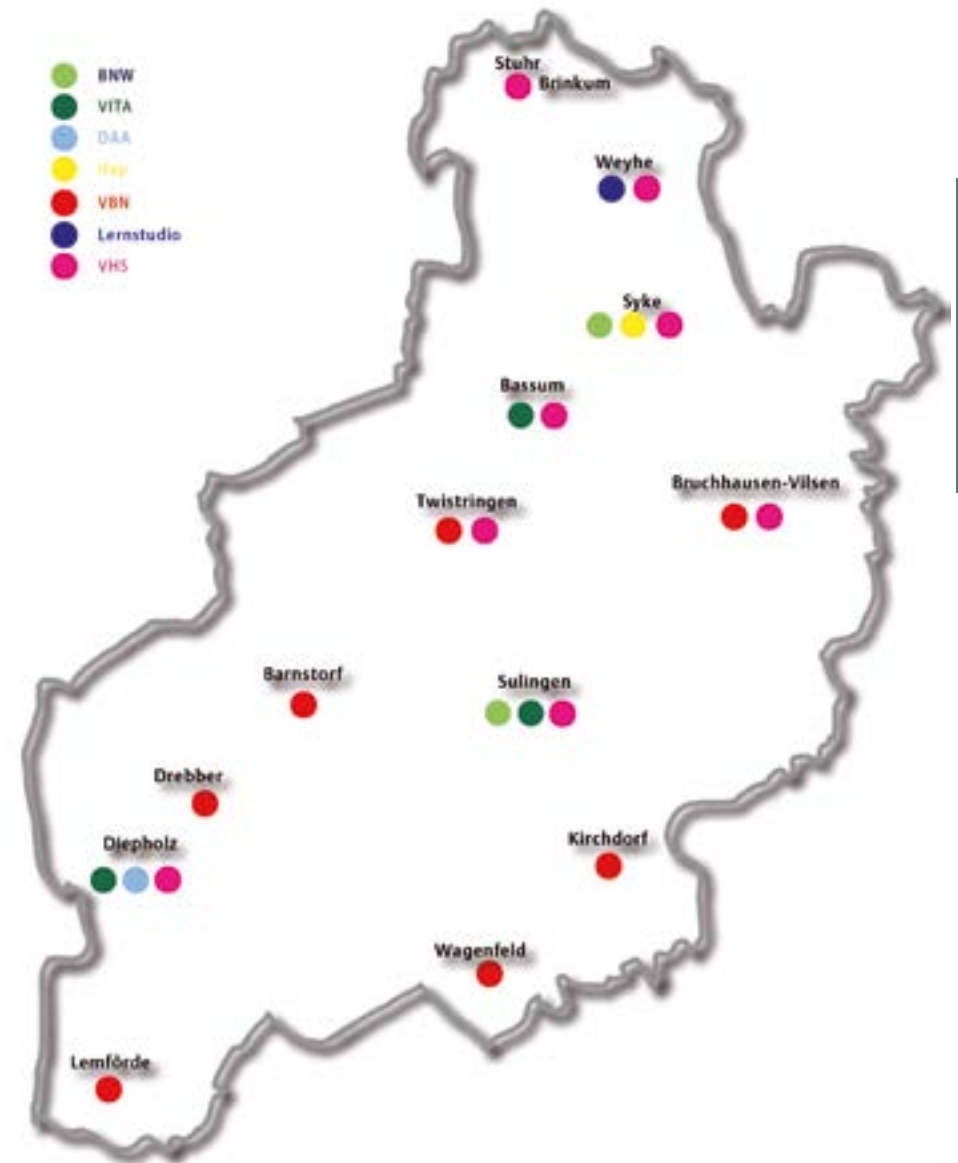 BNW
VITA
DAA
VBN
Lernstudio
VHS
Stuhr
Brinkum
Weyhe
Syke
Bassum
Twistringen
Bruchhausen-Vilsen
Barnstorf
Sulingen
Drebber
Diepholz
Kirchdorf
Wagenfeld
Lemförde